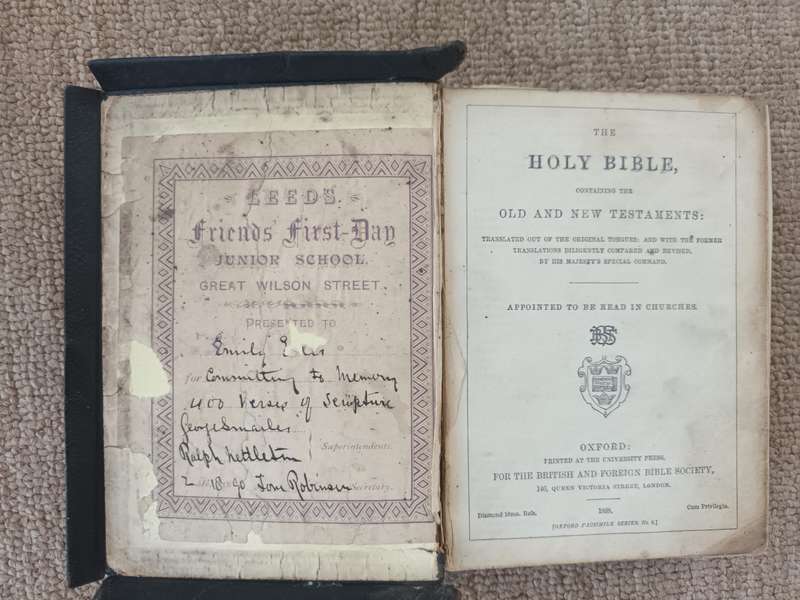 LEEDS
Friends First-Day
JUNIOR SCHOOL.
GREAT WILSON STREET.
PRESENTED TO
Emily
for Committing to Memory
400 Verses of Scripture
George
Superintendents.
Ralph Nettleton
1890 Tom Robinson Secretary.
THE
HOLY BIBLE,
CONTAINING THE
OLD AND NEW TESTAMENTS:
TRANSLATED OUT OF THE ORIGINAL TONGUES: AND WITH THE FORMER
TRANSLATIONS DILIGENTLY COMPARED AND REVISED,
BY HIS MAJESTY'S SPECIAL COMMAND.
APPOINTED TO BE READ IN CHURCHES.
OXFORD:
PRINTED AT THE UNIVERSITY PRESS,
FOR THE BRITISH AND FOREIGN BIBLE SOCIETY,
146, QUEEN VICTORIA STREET, LONDON.
Diamond 16mo. Refs.
Cum Privilegio.
[OXFORD FACSIMILE SERIES. No. 6.]